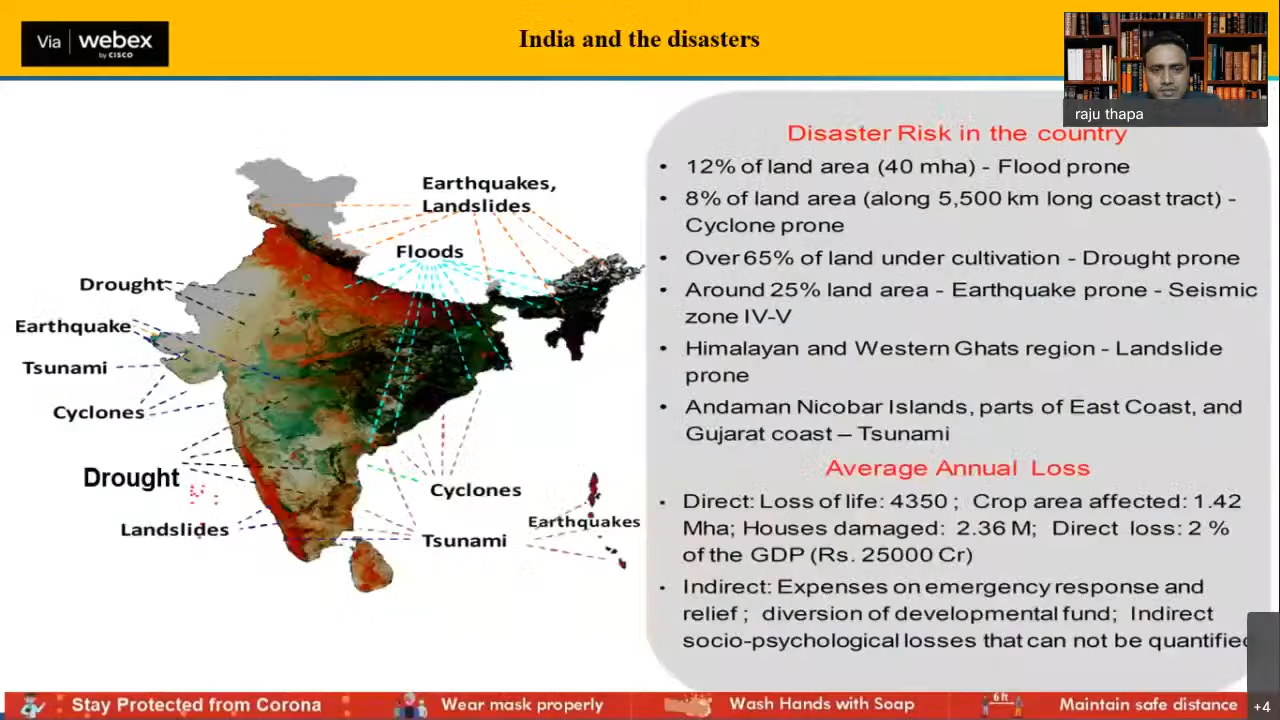 Via webex
by CISCO
India and the disasters
raju thapa
Earthquakes,
Landslides
Floods
Drought
Earthquake
Tsunami
Cyclones
Drought
Landslides
Cyclones
Earthquakes
Tsunami
Disaster Risk in the country
• 12% of land area (40 mha) - Flood prone
• 8% of land area (along 5,500 km long coast tract) -
Cyclone prone
• Over 65% of land under cultivation - Drought prone
• Around 25% land area - Earthquake prone - Seismic
zone IV-V
• Himalayan and Western Ghats region - Landslide
prone
• Andaman Nicobar Islands, parts of East Coast, and
Gujarat coast – Tsunami
Average Annual Loss
• Direct: Loss of life: 4350 ; Crop area affected: 1.42
Mha; Houses damaged: 2.36 M; Direct loss: 2 %
of the GDP (Rs. 25000 Cr)
• Indirect: Expenses on emergency response and
relief ; diversion of developmental fund; Indirect
socio-psychological losses that can not be quantified
Stay Protected from Corona
Wear mask properly
Wash Hands with Soap
6 ft
Maintain safe distance
+4